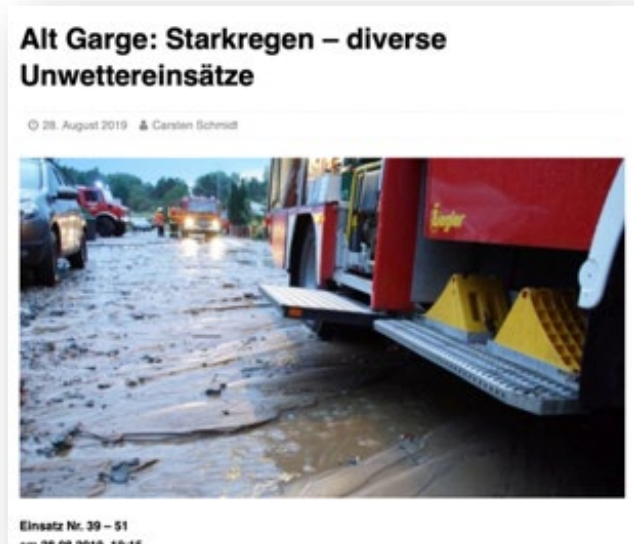 Alt Garge: Starkregen – diverse
Unwettereinsätze
28. August 2019 Carsten Schmidt
Ziegler
Einsatz Nr. 39 – 51